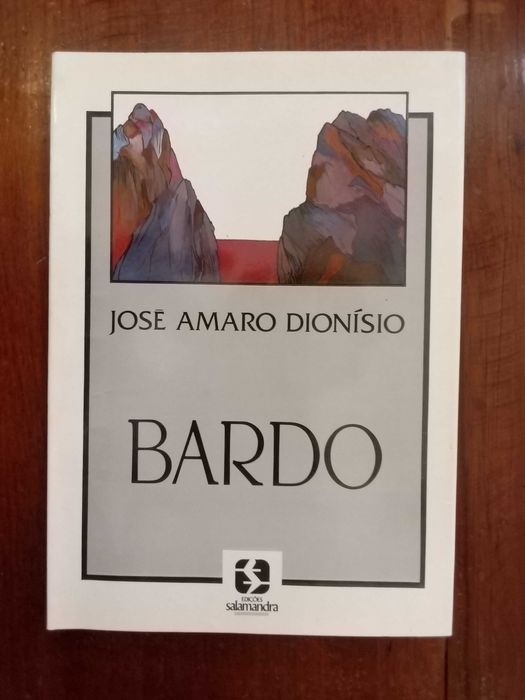 JOSÉ AMARO DIONÍSIO
BARDO
EDIÇÕES
salamandra